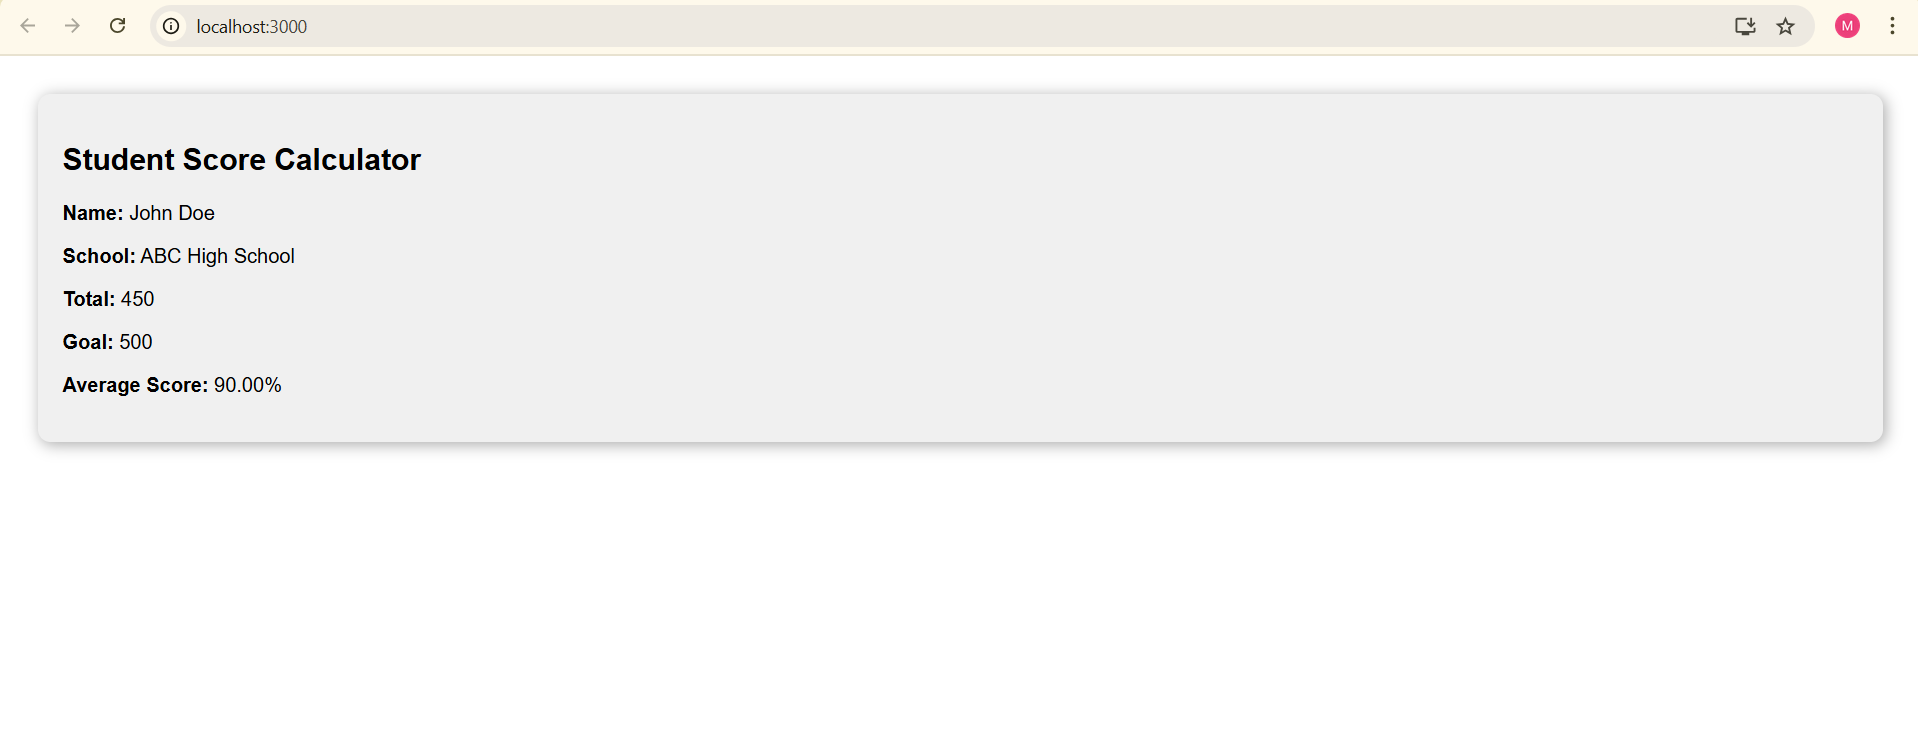 localhost:3000
M
Student Score Calculator
Name: John Doe
School: ABC High School
Total: 450
Goal: 500
Average Score: 90.00%